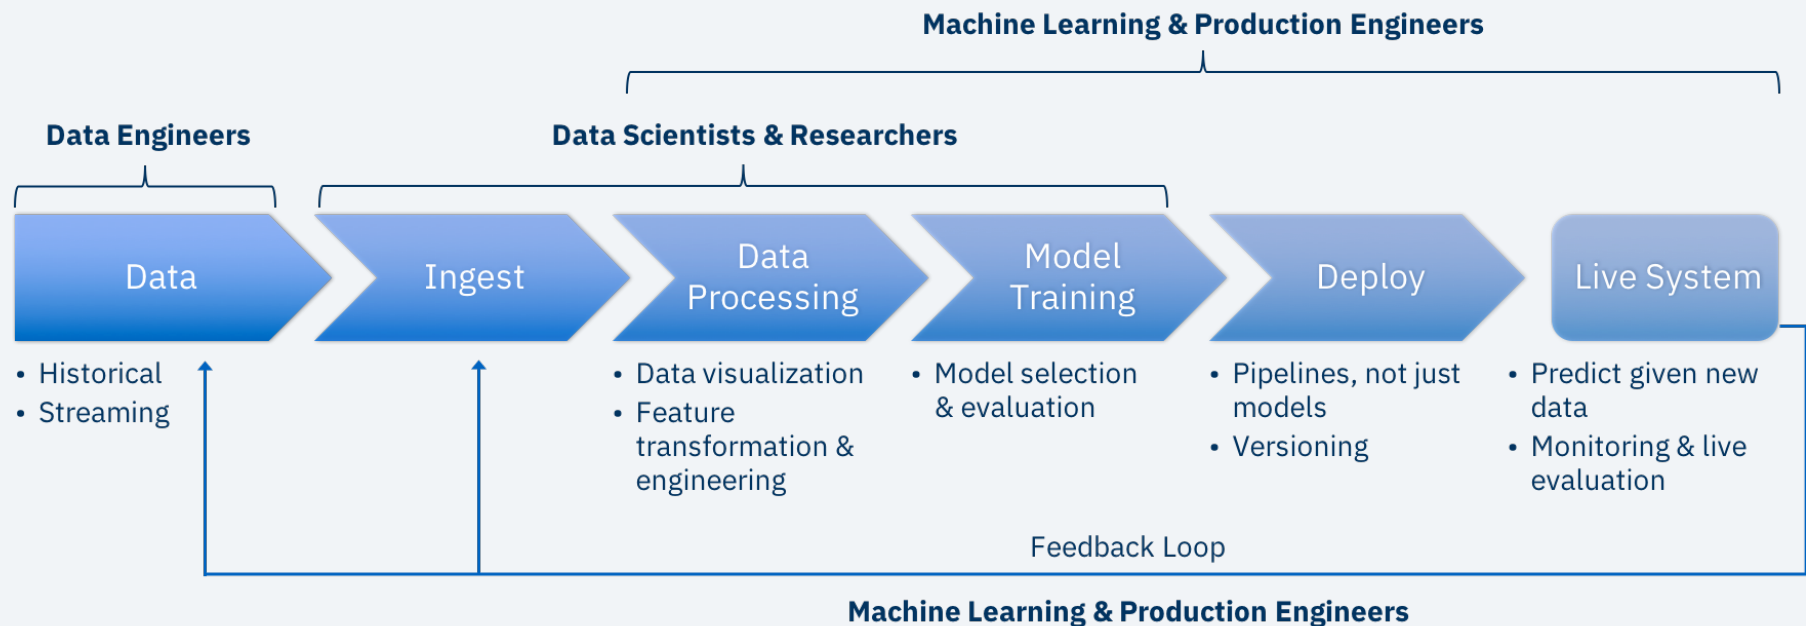 Machine Learning & Production Engineers
Data Engineers
Data Scientists & Researchers
Data
Ingest
Data
Processing
Model
Training
Deploy
Live System
• Historical
• Streaming
• Data visualization
• Feature
transformation &
engineering
• Model selection
& evaluation
• Pipelines, not just
models
• Versioning
• Predict given new
data
• Monitoring & live
evaluation
Feedback Loop
Machine Learning & Production Engineers